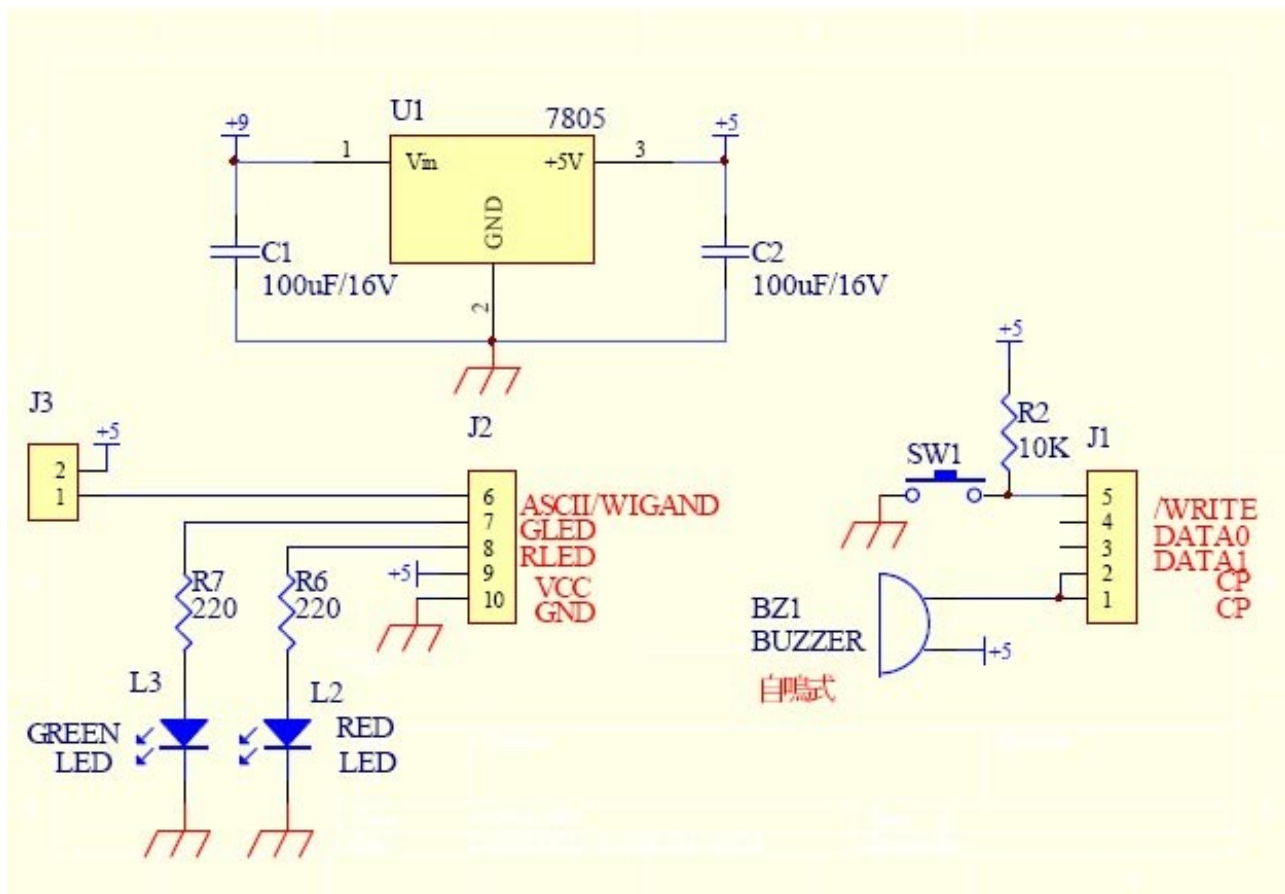 U1
7805
+9
+5
1
Vin
+5V
3
GND
2
C1
100uF/16V
C2
100uF/16V
J3
+5
2
1
J2
6
7
8
9
10
ASCII/WIGAND
GLED
RLED
VCC
GND
+5
R7
220
R6
220
L3
GREEN
LED
L2
RED
LED
+5
R2
10K
SW1
J1
5
4
3
2
1
/WRITE
DATA0
DATA1
CP
CP
BZ1
BUZZER
+5
自鳴式